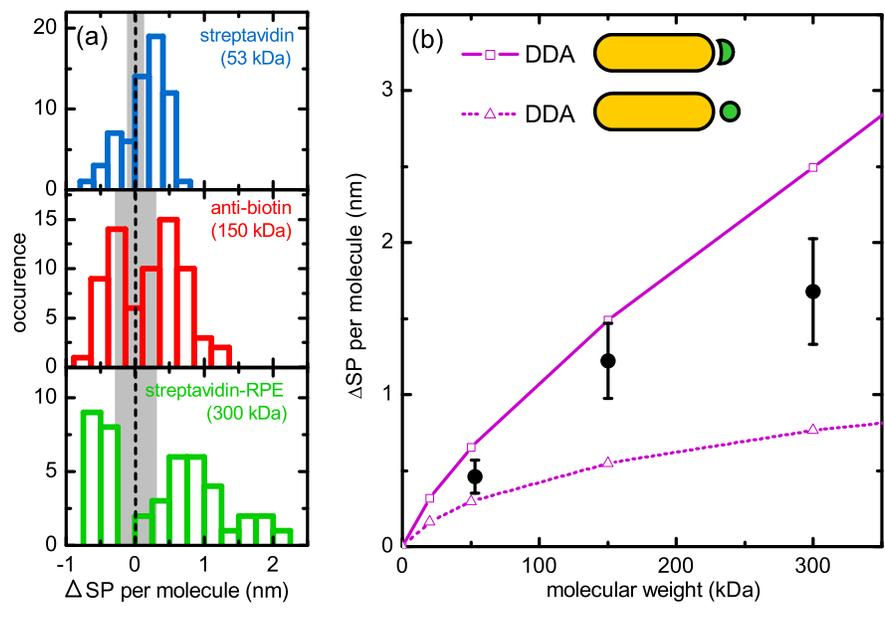 (a)
streptavidin
(53 kDa)
20
10
0
anti-biotin
(150 kDa)
15
10
5
0
occurence
streptavidin-RPE
(300 kDa)
10
5
0
-1
0
1
2
Δ SP per molecule (nm)
(b)
DDA
DDA
3
2
1
0
ΔSP per molecule (nm)
0
100
200
300
molecular weight (kDa)